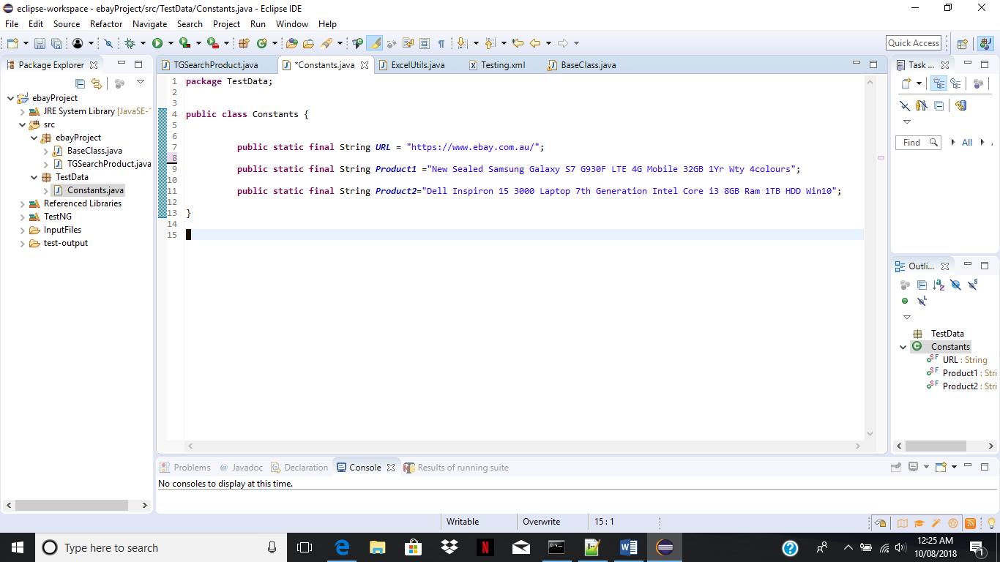 eclipse-workspace - ebayProject/src/TestData/Constants.java - Eclipse IDE
File Edit Source Refactor Navigate Search Project Run Window Help
Quick Access
Package Explorer
ebayProject
JRE System Library [JavaSE-1
src
ebayProject
BaseClass.java
TGSearchProduct.java
TestData
Constants.java
Referenced Libraries
TestNG
InputFiles
test-output
TGSearchProduct.java *Constants.java ExcelUtils.java Testing.xml BaseClass.java
1 package TestData;
2
3
4 public class Constants {
5
6
7 public static final String URL = "https://www.ebay.com.au/";
8
9 public static final String Product1 ="New Sealed Samsung Galaxy S7 G930F LTE 4G Mobile 32GB 1Yr Wty 4colours";
10
11 public static final String Product2="Dell Inspiron 15 3000 Laptop 7th Generation Intel Core i3 8GB Ram 1TB HDD Win10";
12
13 }
14
15
Task ...
Find All
Outli...
TestData
Constants
URL : String
Product1 : Stri
Product2 : Stri
Problems @ Javadoc Declaration Console Results of running suite
No consoles to display at this time.
Writable Overwrite 15 : 1
Type here to search
12:25 AM
10/08/2018
1